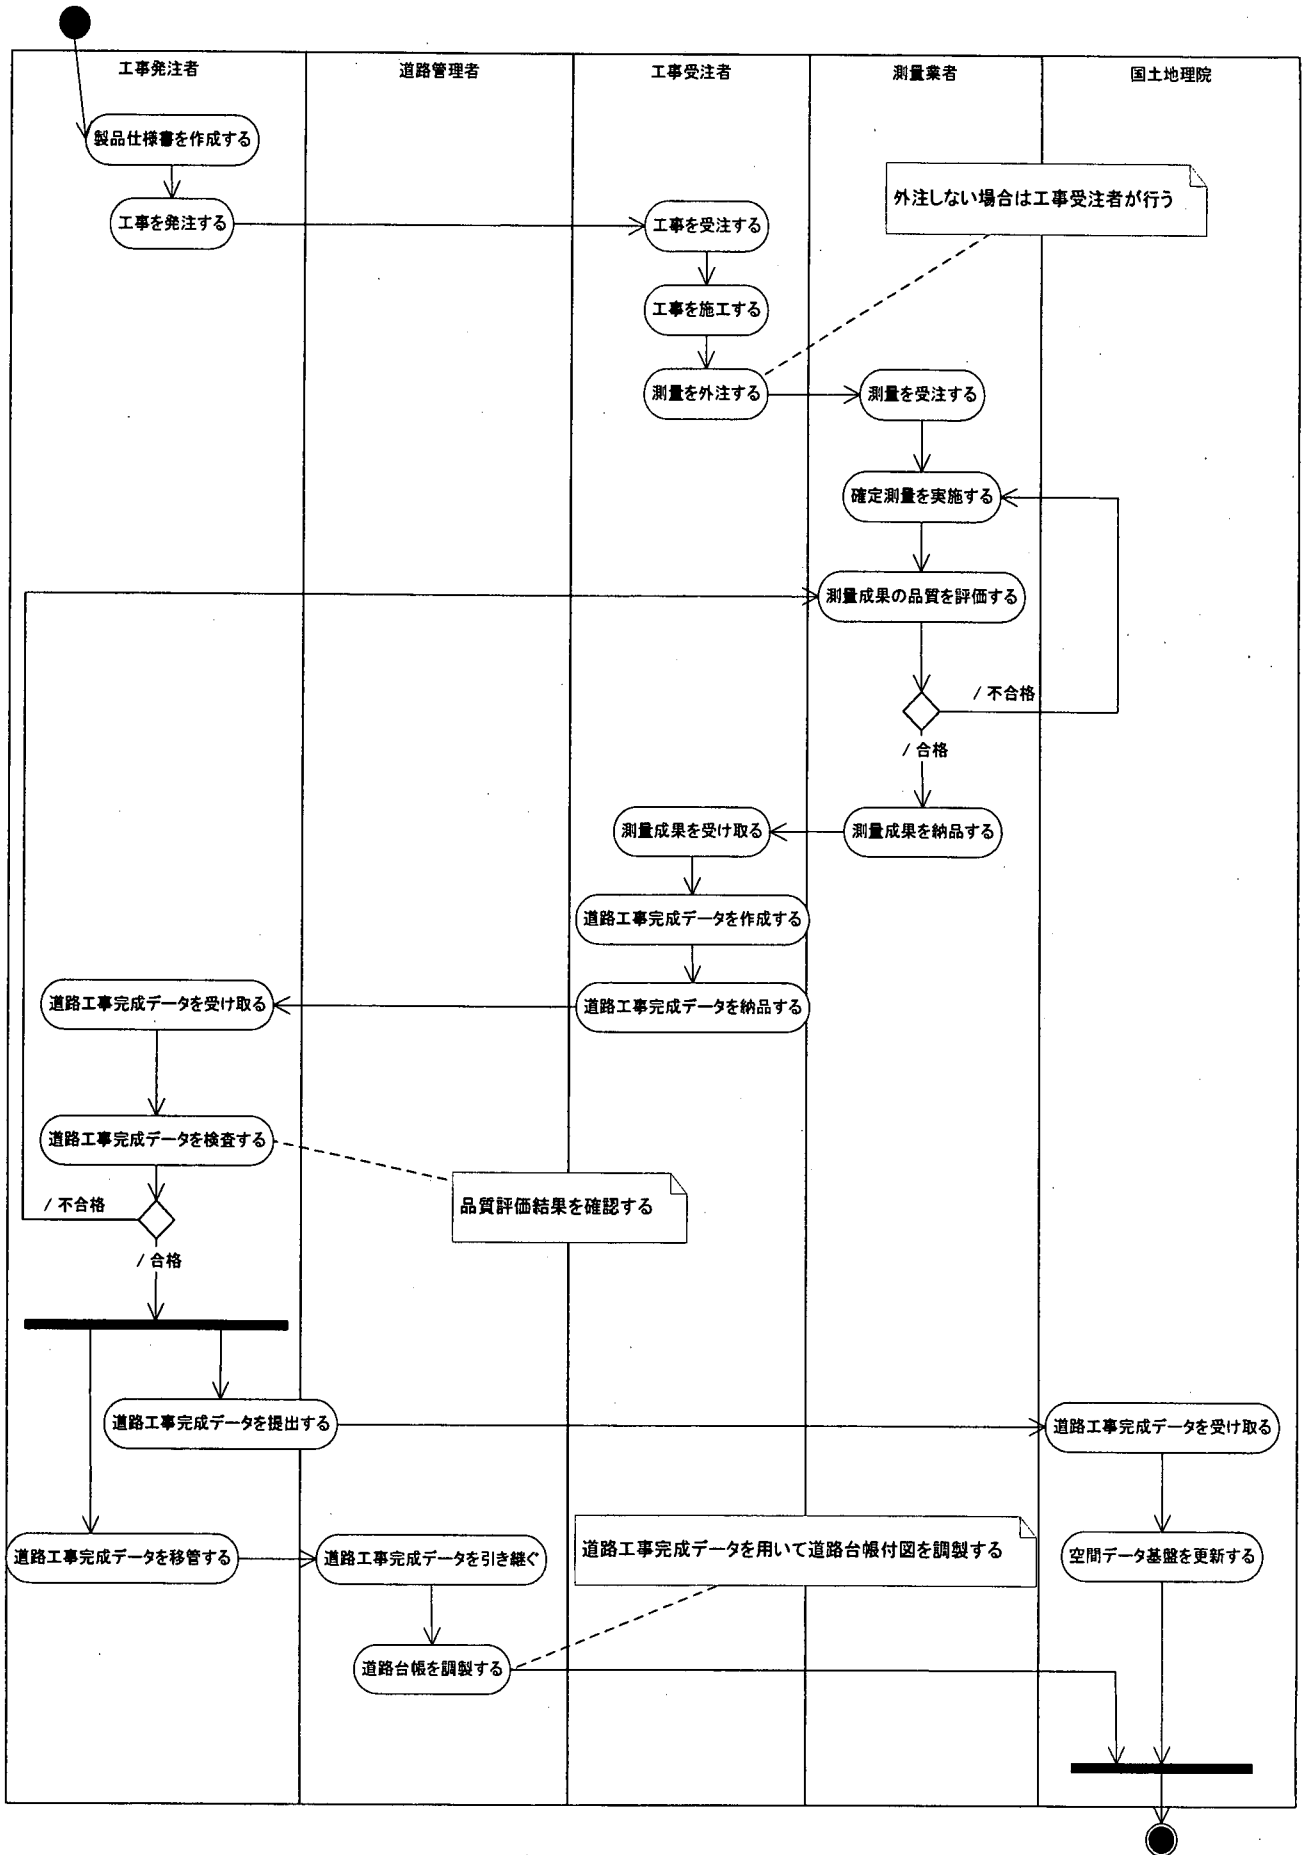 工事発注者
道路管理者
工事受注者
測量業者
国土地理院
製品仕様書を作成する
外注しない場合は工事受注者が行う
工事を発注する
工事を受注する
工事を施工する
測量を外注する
測量を受注する
確定測量を実施する
測量成果の品質を評価する
/ 不合格
/ 合格
測量成果を受け取る
測量成果を納品する
道路工事完成データを作成する
道路工事完成データを受け取る
道路工事完成データを納品する
道路工事完成データを検査する
/ 不合格
品質評価結果を確認する
/ 合格
道路工事完成データを提出する
道路工事完成データを受け取る
道路工事完成データを移管する
道路工事完成データを引き継ぐ
道路工事完成データを用いて道路台帳付図を調製する
空間データ基盤を更新する
道路台帳を調製する